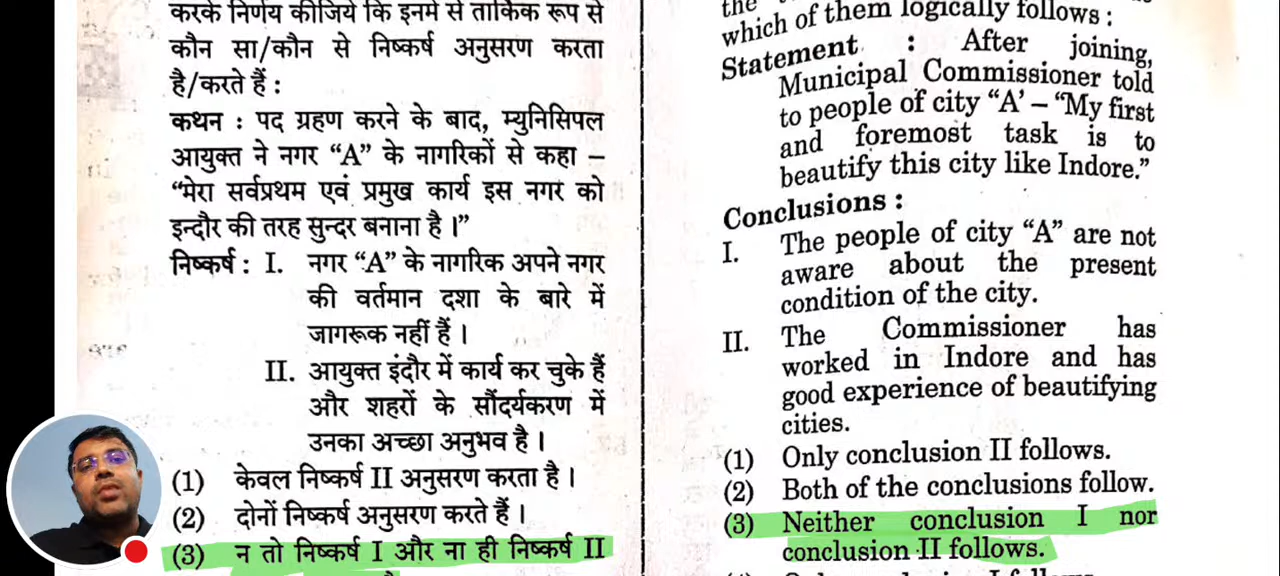 करके निर्णय कीजिये कि इनमें से तार्किक रूप से
कौन सा/कौन से निष्कर्ष अनुसरण करता
है/करते हैं :
कथन : पद ग्रहण करने के बाद, म्युनिसिपल
आयुक्त ने नगर “A” के नागरिकों से कहा –
“मेरा सर्वप्रथम एवं प्रमुख कार्य इस नगर को
इन्दौर की तरह सुन्दर बनाना है।”
निष्कर्ष : I. नगर “A” के नागरिक अपने नगर
की वर्तमान दशा के बारे में
जागरूक नहीं हैं ।
II. आयुक्त इंदौर में कार्य कर चुके हैं
और शहरों के सौंदर्यकरण में
उनका अच्छा अनुभव है ।
(1) केवल निष्कर्ष II अनुसरण करता है ।
(2) दोनों निष्कर्ष अनुसरण करते हैं ।
(3) न तो निष्कर्ष I और ना ही निष्कर्ष II
the
which of them logically follows :
Statement : After joining,
Municipal Commissioner told
to people of city “A’ – “My first
and foremost task is to
beautify this city like Indore.”
Conclusions :
I. The people of city “A” are not
aware about the present
condition of the city.
II. The Commissioner has
worked in Indore and has
good experience of beautifying
cities.
(1) Only conclusion II follows.
(2) Both of the conclusions follow.
(3) Neither conclusion I nor
conclusion II follows.